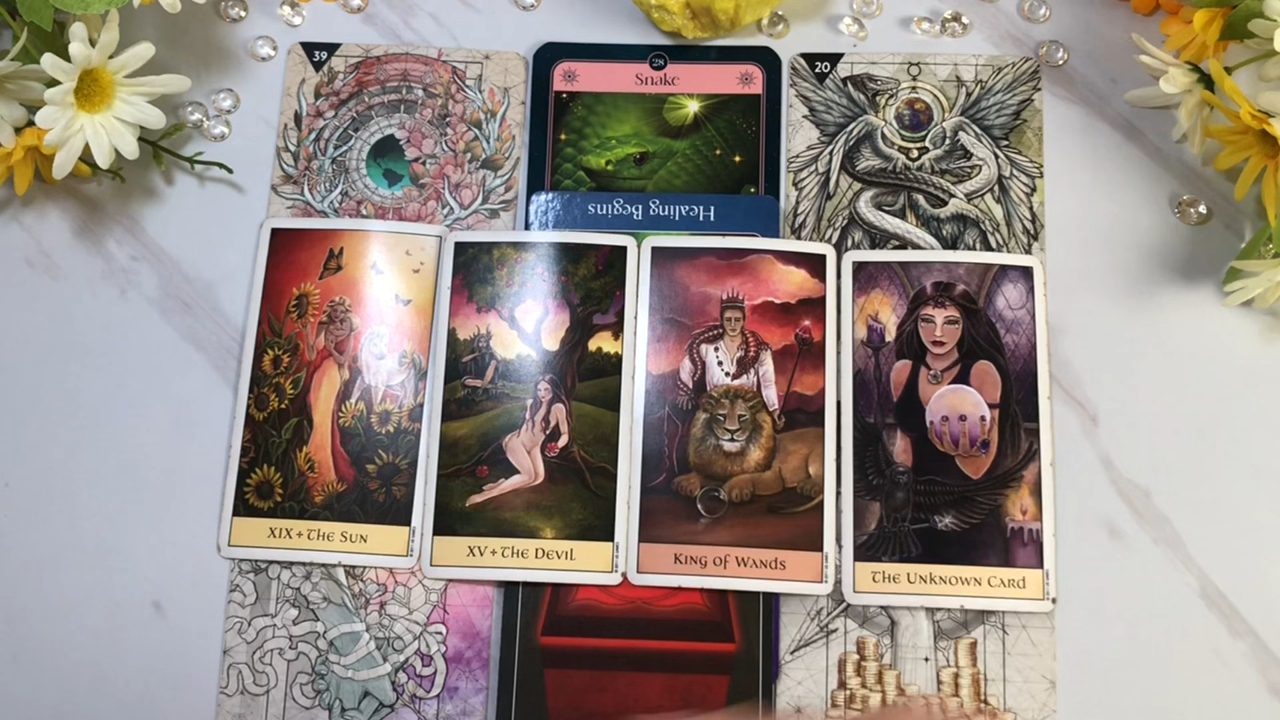 39
28
Snake
20
Healing Begins
XIX + The Sun
XV + The Devil
King of Wands
The Unknown Card